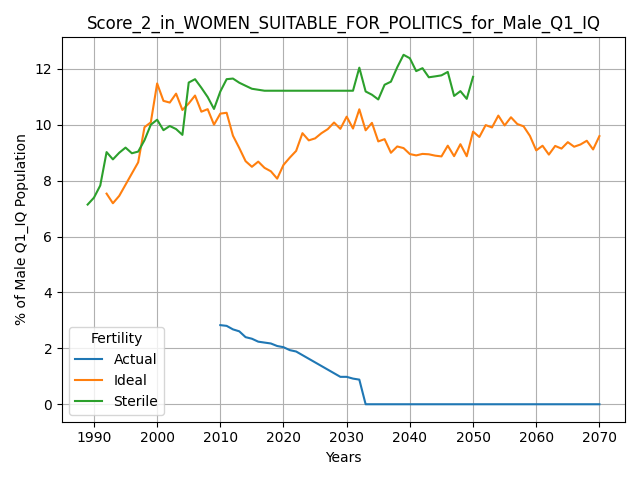 Score_2_in_WOMEN_SUITABLE_FOR_POLITICS_for_Male_Q1_IQ
% of Male Q1_IQ Population
12
10
8
6
4
2
0
Fertility
Actual
Ideal
Sterile
1990 2000 2010 2020 2030 2040 2050 2060 2070
Years